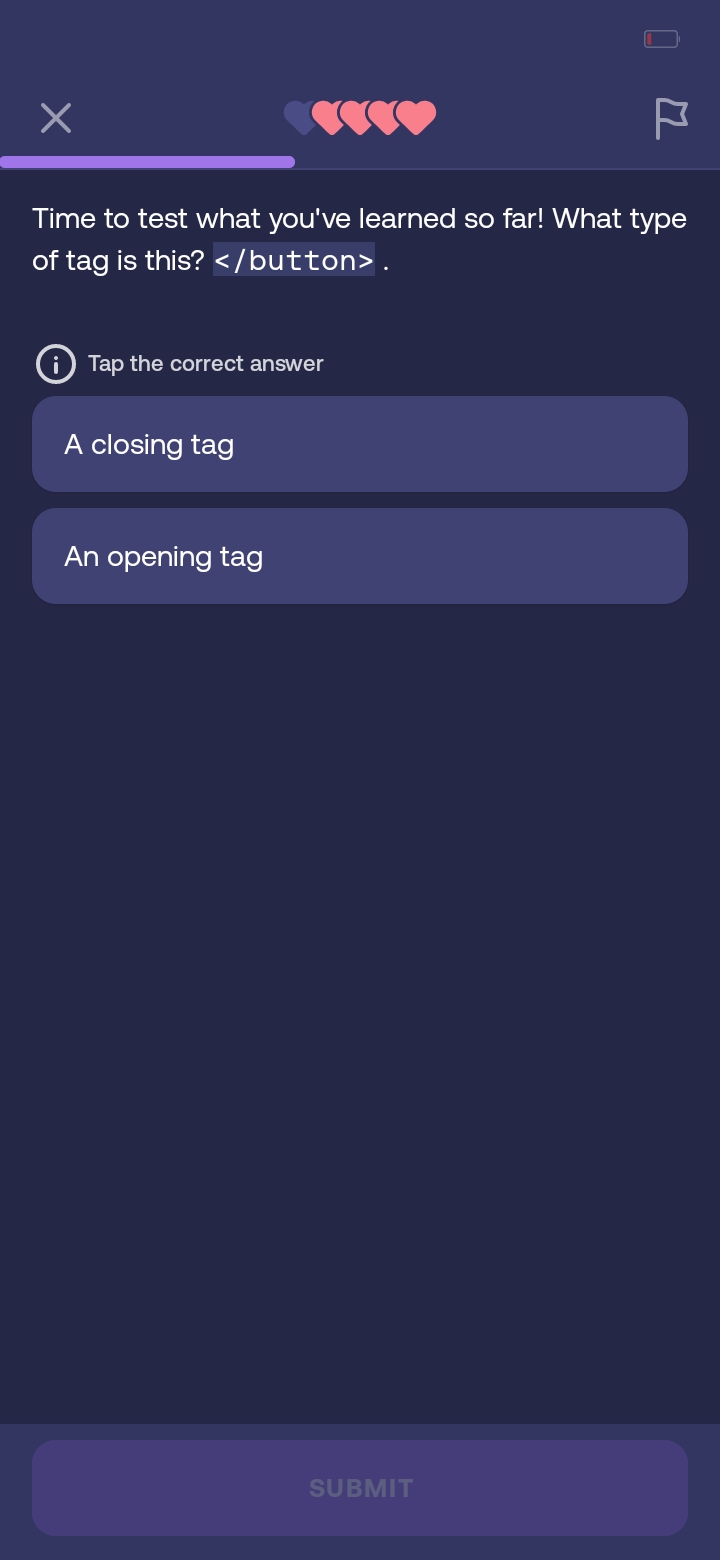 Time to test what you've learned so far! What type
of tag is this? </button> .
Tap the correct answer
A closing tag
An opening tag
SUBMIT